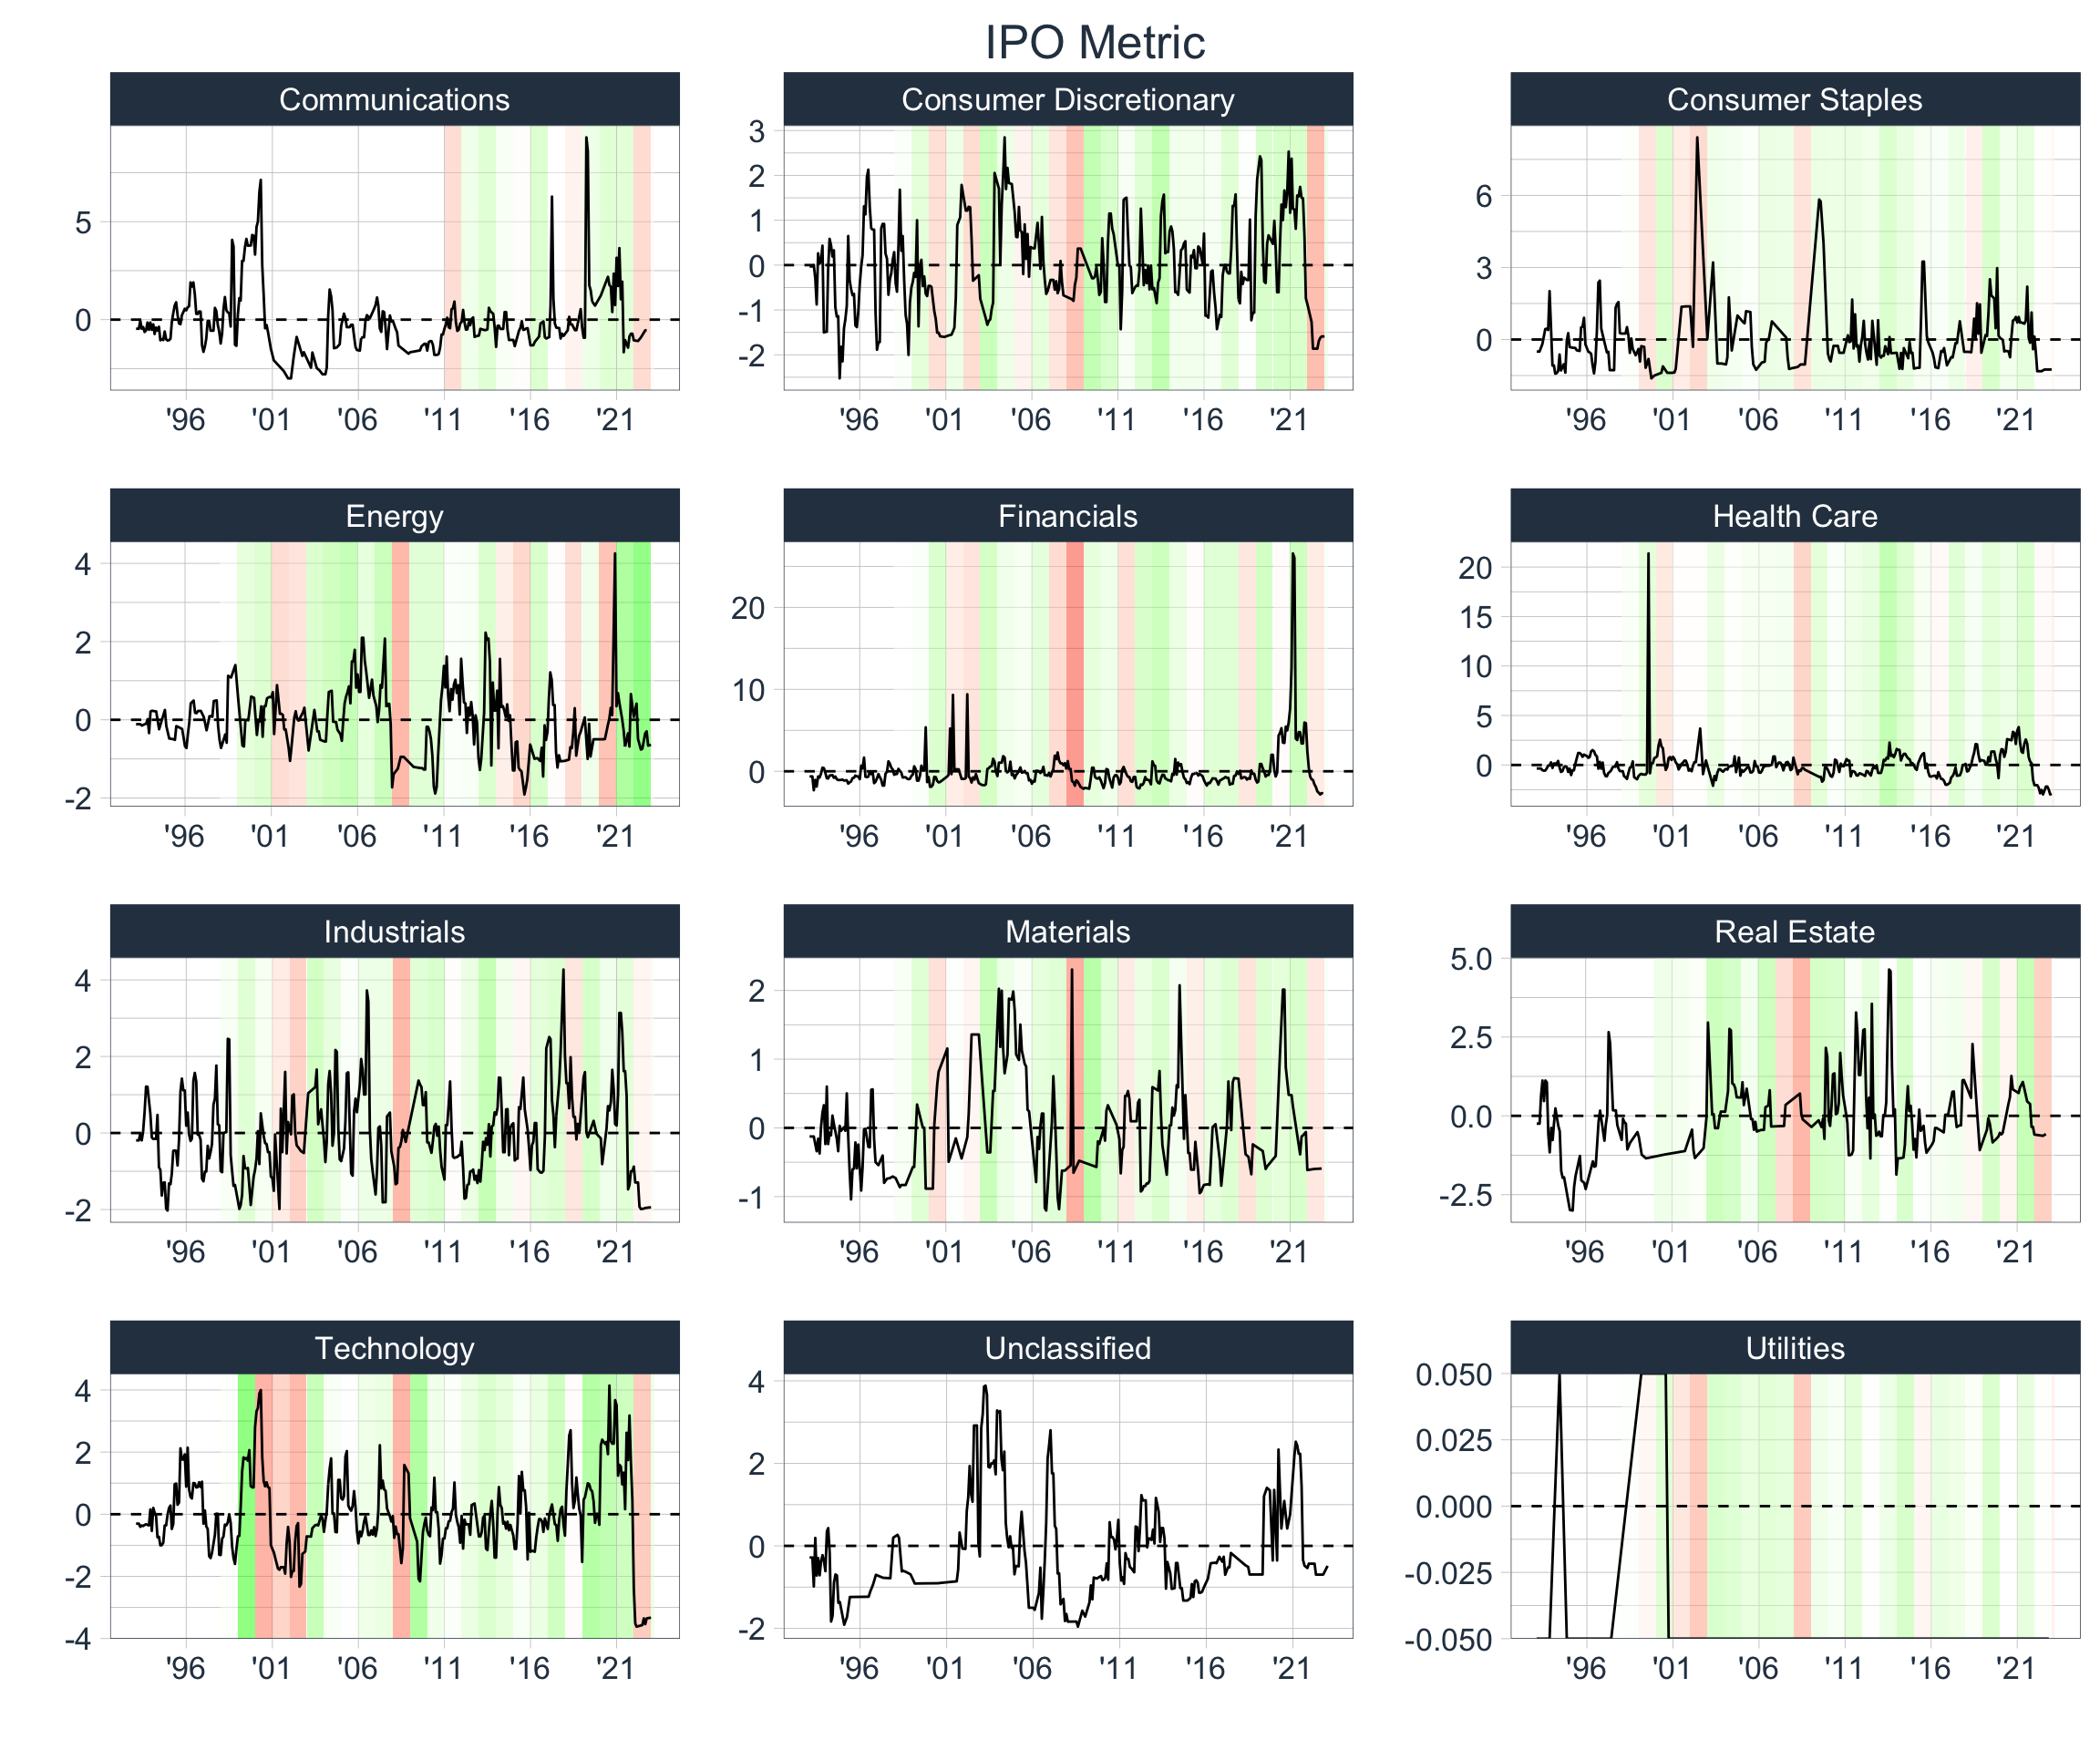 IPO Metric
Communications
5
0
'96 '01 '06 '11 '16 '21
Consumer Discretionary
3
2
1
0
-1
-2
'96 '01 '06 '11 '16 '21
Consumer Staples
6
3
0
'96 '01 '06 '11 '16 '21
Energy
4
2
0
-2
'96 '01 '06 '11 '16 '21
Financials
20
10
0
'96 '01 '06 '11 '16 '21
Health Care
20
15
10
5
0
'96 '01 '06 '11 '16 '21
Industrials
4
2
0
-2
'96 '01 '06 '11 '16 '21
Materials
2
1
0
-1
'96 '01 '06 '11 '16 '21
Real Estate
5.0
2.5
0.0
-2.5
'96 '01 '06 '11 '16 '21
Technology
4
2
0
-2
-4
'96 '01 '06 '11 '16 '21
Unclassified
4
2
0
-2
'96 '01 '06 '11 '16 '21
Utilities
0.050
0.025
0.000
-0.025
-0.050
'96 '01 '06 '11 '16 '21